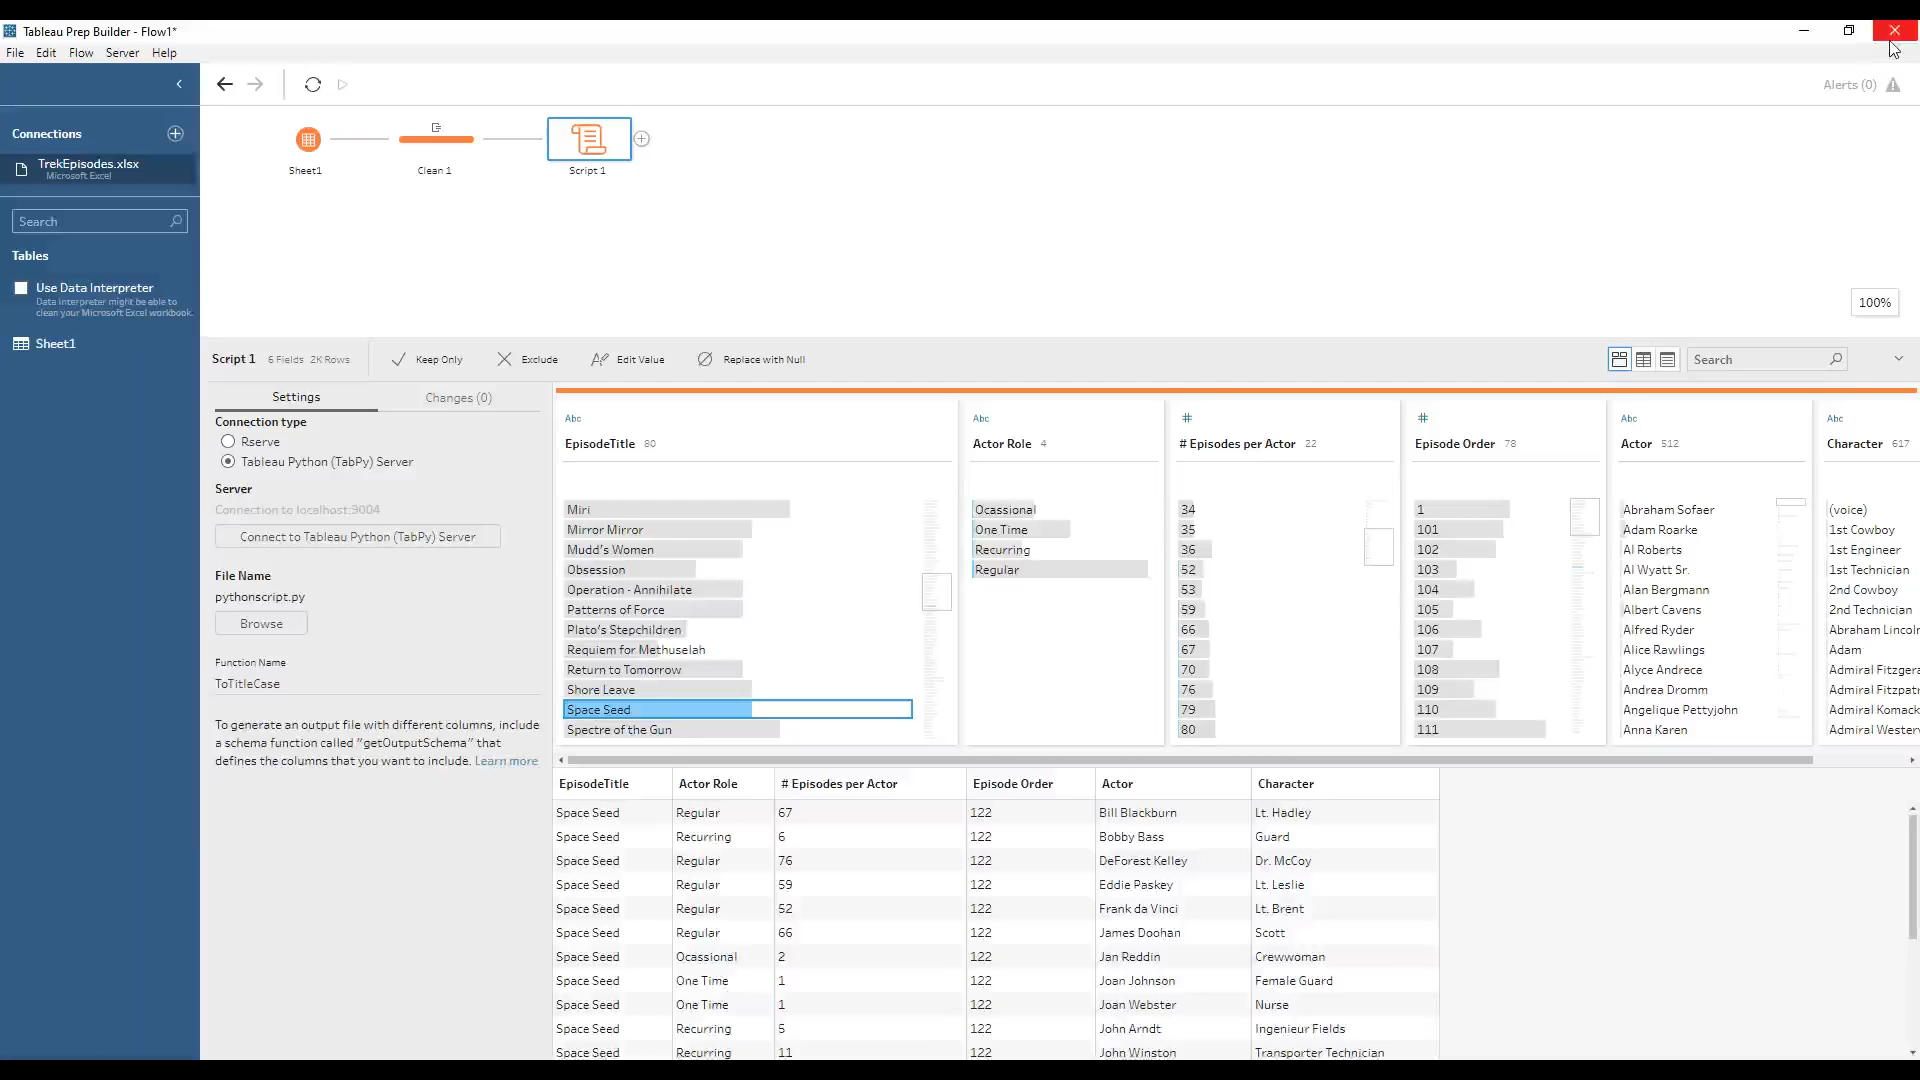 Tableau Prep Builder - Flow1*
File Edit Flow Server Help
Alerts (0)
Connections
TrekEpisodes.xlsx
Microsoft Excel
Search
Tables
Use Data Interpreter
Data Interpreter might be able to
clean your Microsoft Excel workbook.
Sheet1
Sheet1 Clean 1 Script 1
100%
Script 1 6 Fields 2K Rows Keep Only Exclude Edit Value Replace with Null Search
Settings Changes (0)
Connection type
Rserve
Tableau Python (TabPy) Server
Server
Connection to localhost:9004
Connect to Tableau Python (TabPy) Server
File Name
pythonscript.py
Browse
Function Name
ToTitleCase
To generate an output file with different columns, include
a schema function called "getOutputSchema" that
defines the columns that you want to include. Learn more
Abc
EpisodeTitle 80
Miri
Mirror Mirror
Mudd's Women
Obsession
Operation - Annihilate
Patterns of Force
Plato's Stepchildren
Requiem for Methuselah
Return to Tomorrow
Shore Leave
Space Seed
Spectre of the Gun
Abc
Actor Role 4
Ocassional
One Time
Recurring
Regular
#
# Episodes per Actor 22
34
35
36
52
53
59
66
67
70
76
79
80
#
Episode Order 78
1
101
102
103
104
105
106
107
108
109
110
111
Abc
Actor 512
Abraham Sofaer
Adam Roarke
Al Roberts
Al Wyatt Sr.
Alan Bergmann
Albert Cavens
Alfred Ryder
Alice Rawlings
Alyce Andrece
Andrea Dromm
Angelique Pettyjohn
Anna Karen
Abc
Character 617
(voice)
1st Cowboy
1st Engineer
1st Technician
2nd Cowboy
2nd Technician
Abraham Lincol
Adam
Admiral Fitzgera
Admiral Fitzpat
Admiral Komack
Admiral Westerv
EpisodeTitle Actor Role # Episodes per Actor Episode Order Actor Character
Space Seed Regular 67 122 Bill Blackburn Lt. Hadley
Space Seed Recurring 6 122 Bobby Bass Guard
Space Seed Regular 76 122 DeForest Kelley Dr. McCoy
Space Seed Regular 59 122 Eddie Paskey Lt. Leslie
Space Seed Regular 52 122 Frank da Vinci Lt. Brent
Space Seed Regular 66 122 James Doohan Scott
Space Seed Ocassional 2 122 Jan Reddin Crewwoman
Space Seed One Time 1 122 Joan Johnson Female Guard
Space Seed One Time 1 122 Joan Webster Nurse
Space Seed Recurring 5 122 John Arndt Ingenieur Fields
Space Seed Recurring 11 122 John Winston Transporter Technician